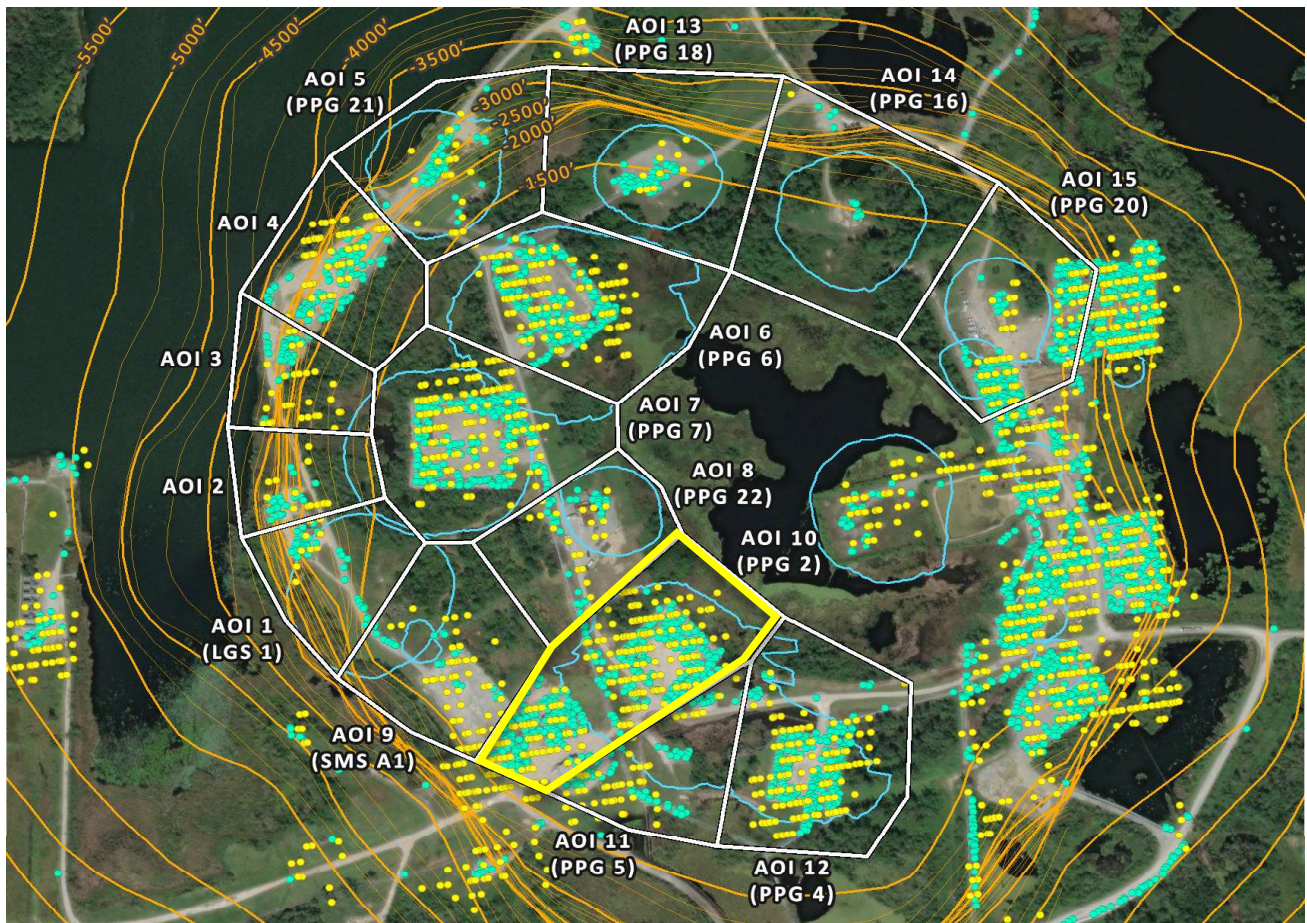 -5500'
-5000'
-4500'
-4000'
-3500'
-3000'
-2500'
-2000'
-1500'
AOI 13
(PPG 18)
AOI 5
(PPG 21)
AOI 14
(PPG 16)
AOI 15
(PPG 20)
AOI 4
AOI 3
AOI 6
(PPG 6)
AOI 7
(PPG 7)
AOI 2
AOI 8
(PPG 22)
AOI 10
(PPG 2)
AOI 1
(LGS 1)
AOI 9
(SMS A1)
AOI 11
(PPG 5)
AOI 12
(PPG 4)